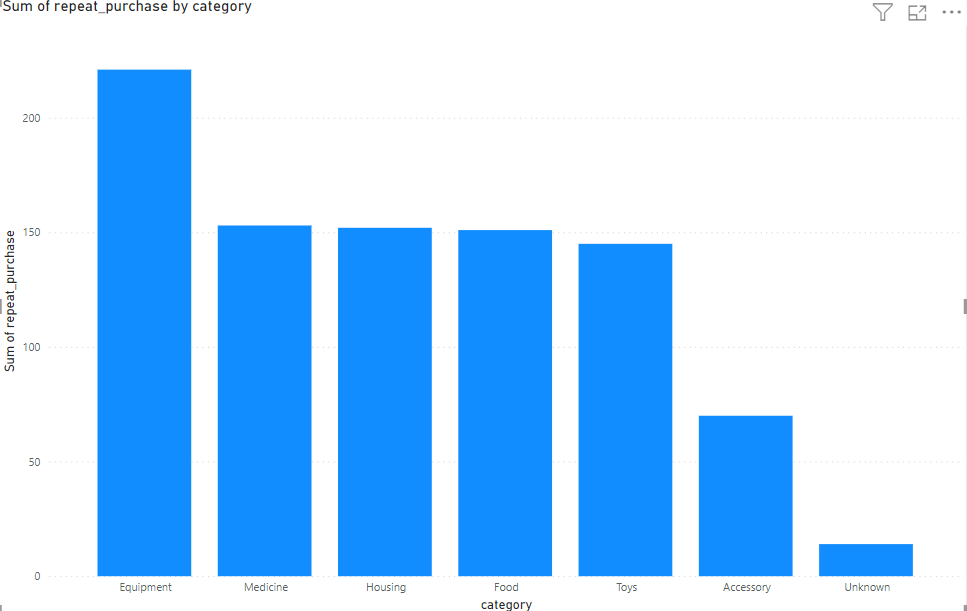 Sum of repeat_purchase by category
Sum of repeat_purchase
200
150
100
50
0
Equipment Medicine Housing Food Toys Accessory Unknown
category